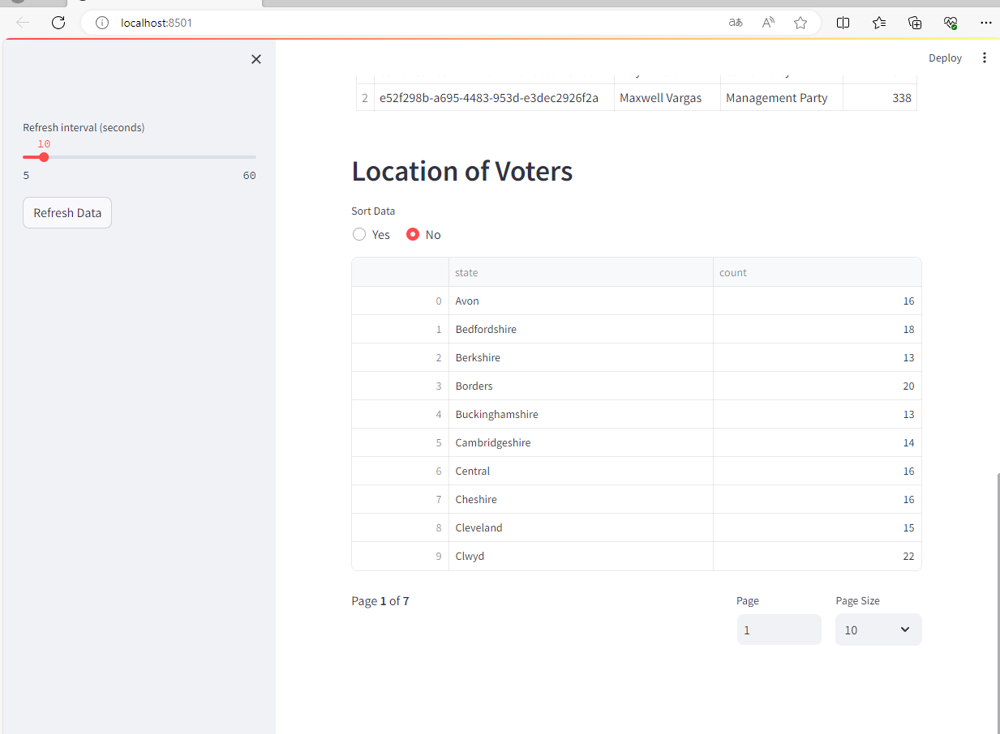 localhost:8501
Deploy
2 e52f298b-a695-4483-953d-e3dec2926f2a Maxwell Vargas Management Party 338
Refresh interval (seconds)
10
5 60
Refresh Data
Location of Voters
Sort Data
Yes No
state count
0 Avon 16
1 Bedfordshire 18
2 Berkshire 13
3 Borders 20
4 Buckinghamshire 13
5 Cambridgeshire 14
6 Central 16
7 Cheshire 16
8 Cleveland 15
9 Clwyd 22
Page 1 of 7
Page Page Size
1 10